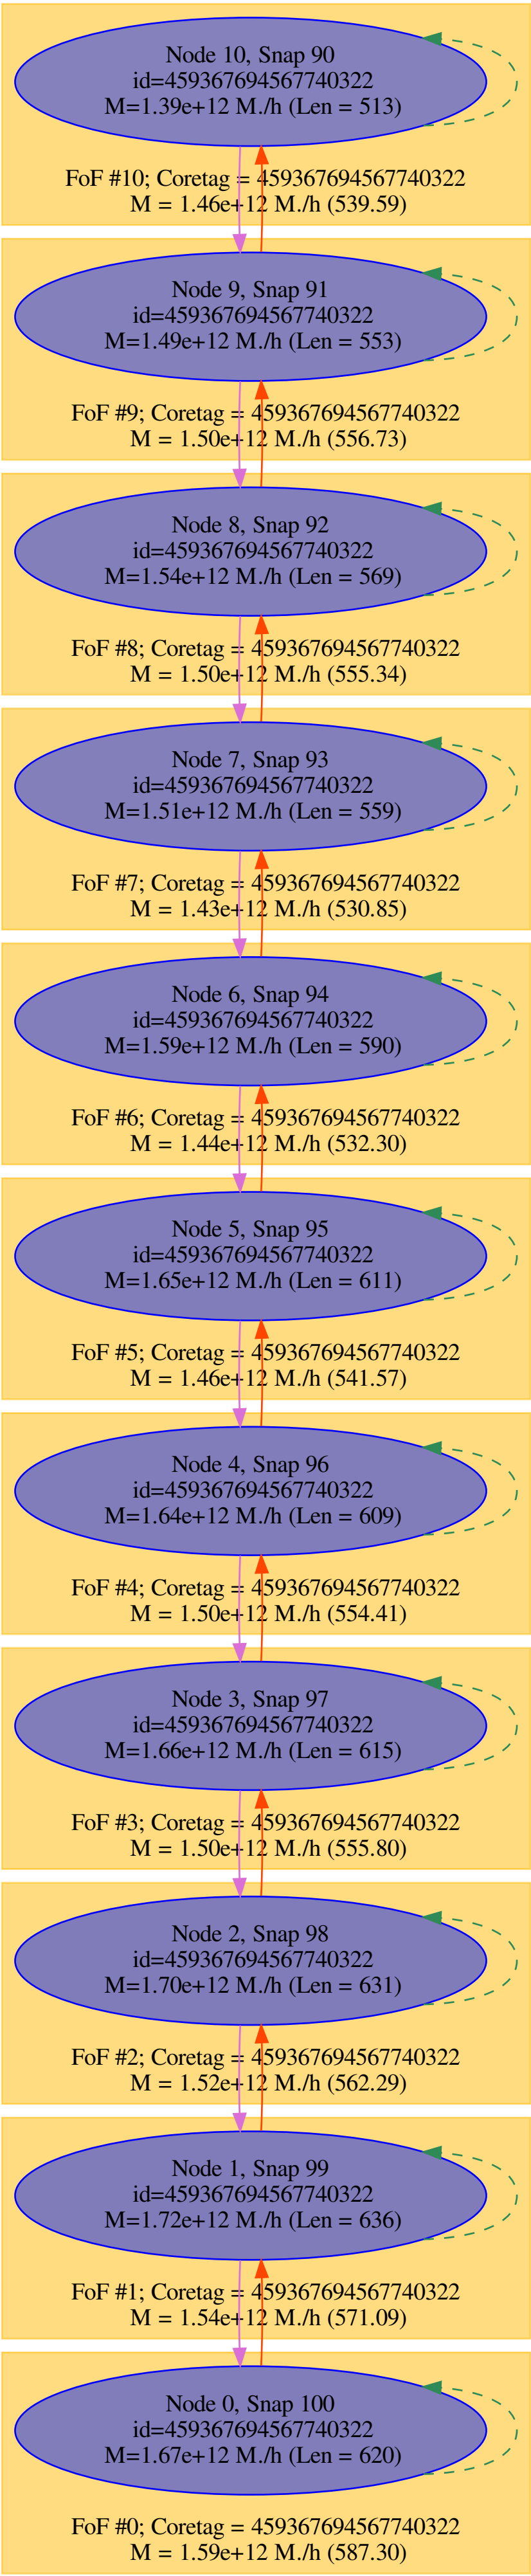 Node 10, Snap 90
id=459367694567740322
M=1.39e+12 M./h (Len = 513)
FoF #10; Coretag = 459367694567740322
M = 1.46e+12 M./h (539.59)
Node 9, Snap 91
id=459367694567740322
M=1.49e+12 M./h (Len = 553)
FoF #9; Coretag = 459367694567740322
M = 1.50e+12 M./h (556.73)
Node 8, Snap 92
id=459367694567740322
M=1.54e+12 M./h (Len = 569)
FoF #8; Coretag = 459367694567740322
M = 1.50e+12 M./h (555.34)
Node 7, Snap 93
id=459367694567740322
M=1.51e+12 M./h (Len = 559)
FoF #7; Coretag = 459367694567740322
M = 1.43e+12 M./h (530.85)
Node 6, Snap 94
id=459367694567740322
M=1.59e+12 M./h (Len = 590)
FoF #6; Coretag = 459367694567740322
M = 1.44e+12 M./h (532.30)
Node 5, Snap 95
id=459367694567740322
M=1.65e+12 M./h (Len = 611)
FoF #5; Coretag = 459367694567740322
M = 1.46e+12 M./h (541.57)
Node 4, Snap 96
id=459367694567740322
M=1.64e+12 M./h (Len = 609)
FoF #4; Coretag = 459367694567740322
M = 1.50e+12 M./h (554.41)
Node 3, Snap 97
id=459367694567740322
M=1.66e+12 M./h (Len = 615)
FoF #3; Coretag = 459367694567740322
M = 1.50e+12 M./h (555.80)
Node 2, Snap 98
id=459367694567740322
M=1.70e+12 M./h (Len = 631)
FoF #2; Coretag = 459367694567740322
M = 1.52e+12 M./h (562.29)
Node 1, Snap 99
id=459367694567740322
M=1.72e+12 M./h (Len = 636)
FoF #1; Coretag = 459367694567740322
M = 1.54e+12 M./h (571.09)
Node 0, Snap 100
id=459367694567740322
M=1.67e+12 M./h (Len = 620)
FoF #0; Coretag = 459367694567740322
M = 1.59e+12 M./h (587.30)